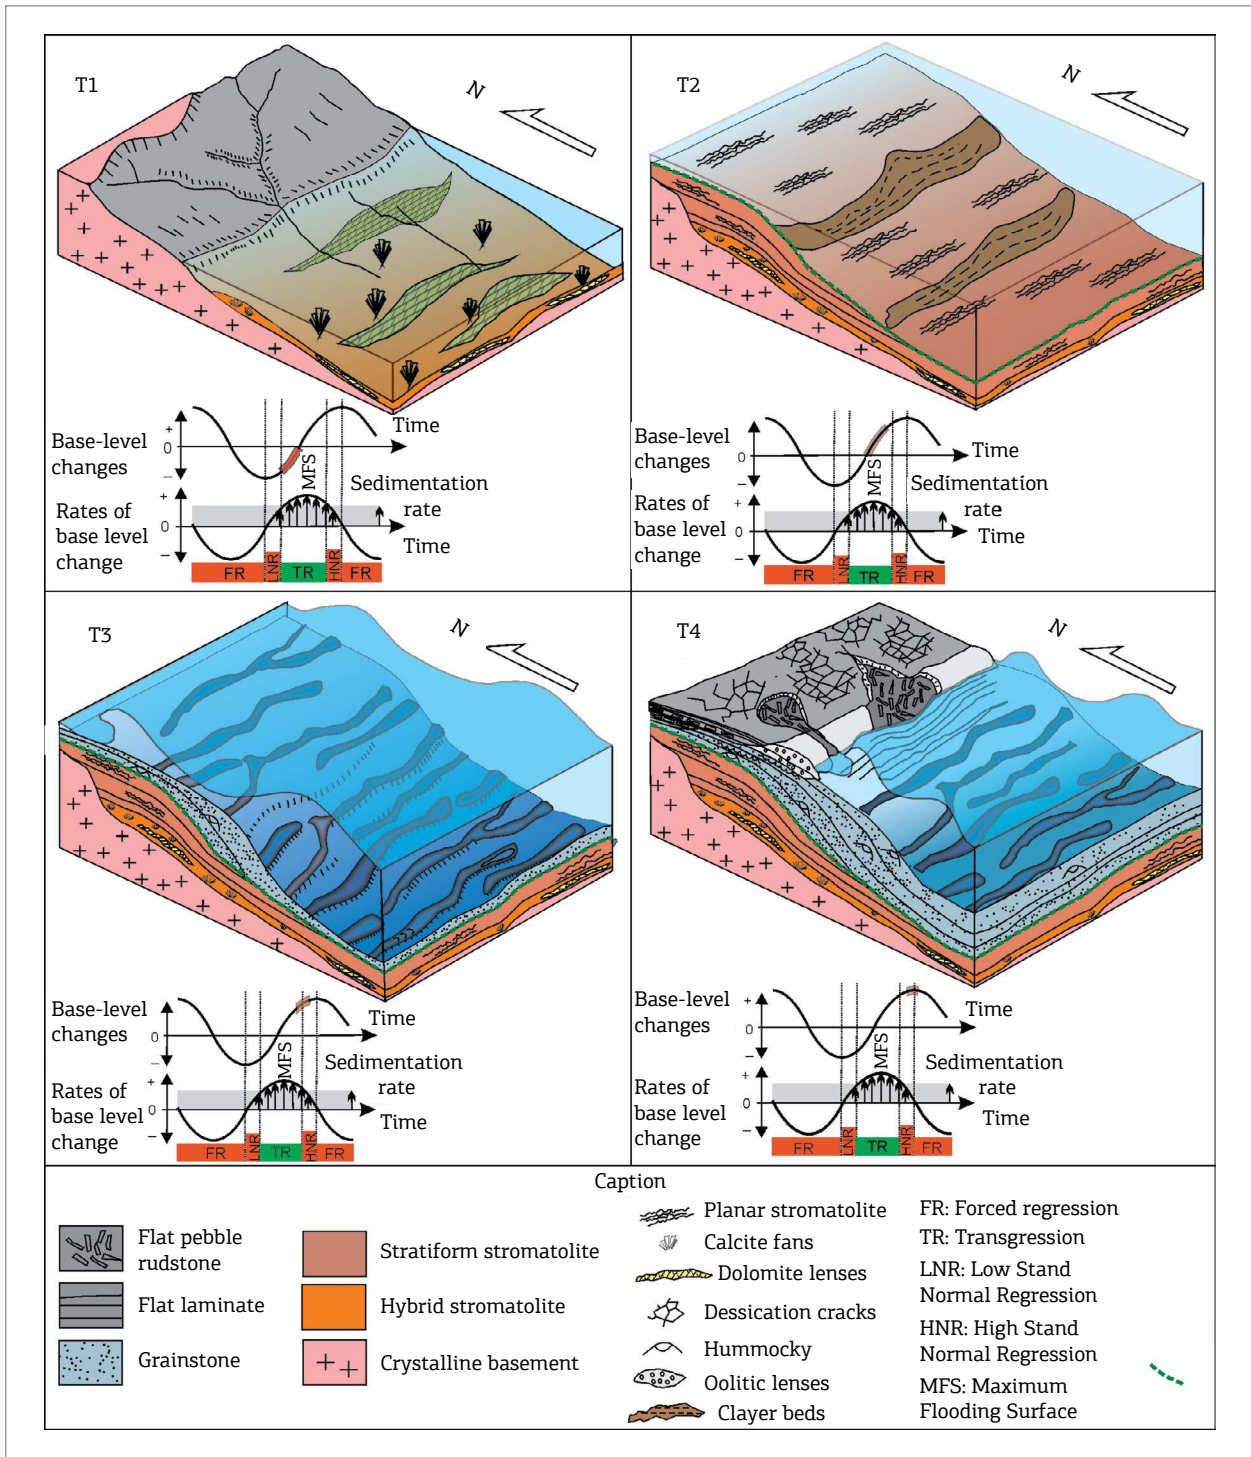 T1
N
Base-level
changes
+
0
−
Time
MFS
Sedimentation
rate
Rates of
base level
change
+
0
−
Time
FR
LNR
TR
HNR
FR
T2
N
Base-level
changes
+
0
−
Time
MFS
Sedimentation
rate
Rates of
base level
change
+
0
−
Time
FR
LNR
TR
HNR
FR
T3
N
Base-level
changes
+
0
−
Time
MFS
Sedimentation
rate
Rates of
base level
change
+
0
−
Time
FR
LNR
TR
HNR
FR
T4
N
Base-level
changes
+
0
−
Time
MFS
Sedimentation
rate
Rates of
base level
change
+
0
−
Time
FR
LNR
TR
HNR
FR
Caption
Flat pebble
rudstone
Flat laminate
Grainstone
Stratiform stromatolite
Hybrid stromatolite
Crystalline basement
Planar stromatolite
Calcite fans
Dolomite lenses
Dessication cracks
Hummocky
Oolitic lenses
Clayer beds
FR: Forced regression
TR: Transgression
LNR: Low Stand
Normal Regression
HNR: High Stand
Normal Regression
MFS: Maximum
Flooding Surface